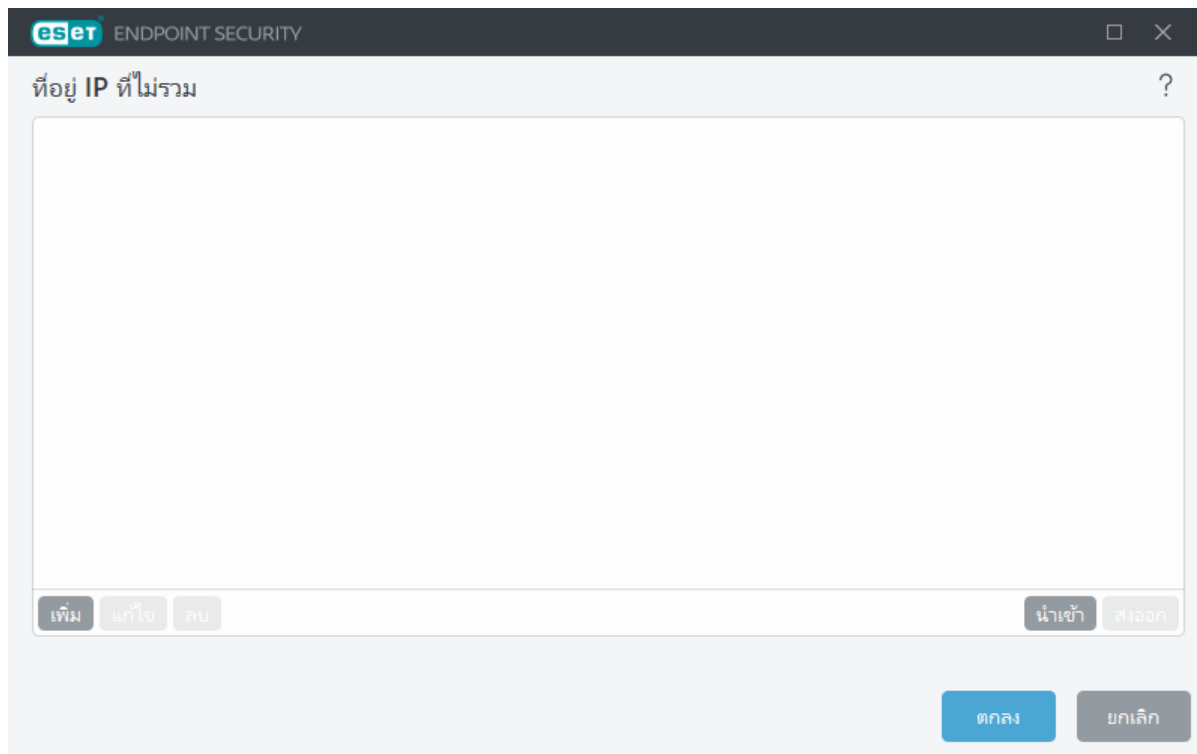 eset ENDPOINT SECURITY
ที่อยู่ IP ที่ไม่รวม ?
เพิ่ม แก้ไข ลบ นำเข้า ส่งออก
ตกลง ยกเลิก